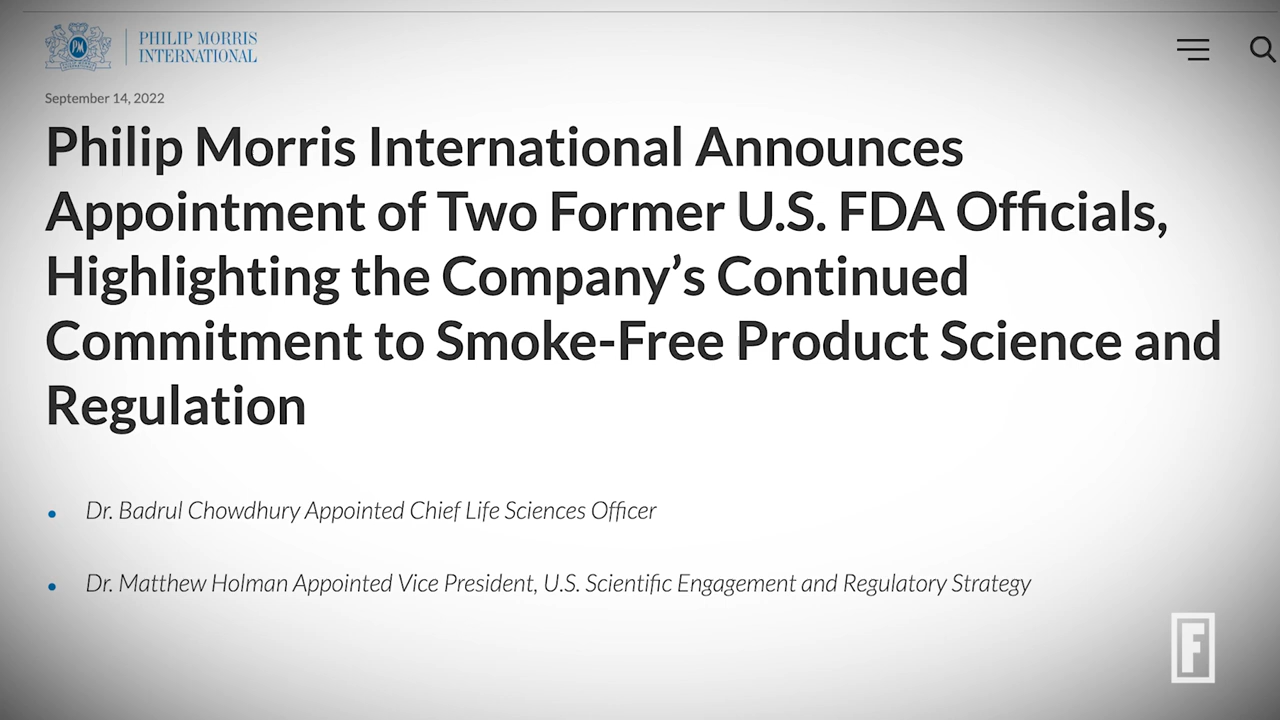 PHILIP MORRIS
INTERNATIONAL
September 14, 2022
Philip Morris International Announces
Appointment of Two Former U.S. FDA Officials,
Highlighting the Company’s Continued
Commitment to Smoke-Free Product Science and
Regulation
• Dr. Badrul Chowdhury Appointed Chief Life Sciences Officer
• Dr. Matthew Holman Appointed Vice President, U.S. Scientific Engagement and Regulatory Strategy
F